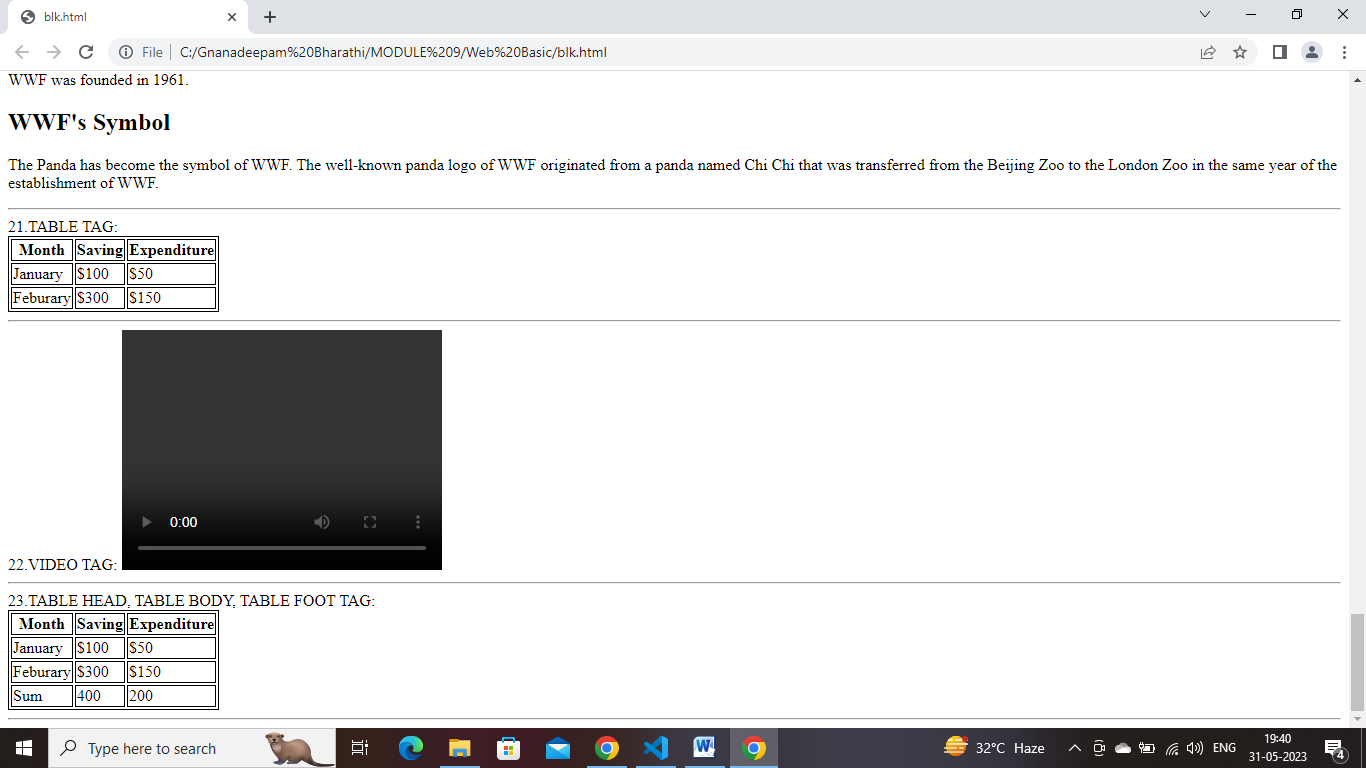 blk.html
File
C:/Gnanadeepam%20Bharathi/MODULE%209/Web%20Basic/blk.html
WWF was founded in 1961.
WWF's Symbol
The Panda has become the symbol of WWF. The well-known panda logo of WWF originated from a panda named Chi Chi that was transferred from the Beijing Zoo to the London Zoo in the same year of the
establishment of WWF.
21.TABLE TAG:
Month Saving Expenditure
January $100 $50
Feburary $300 $150
0:00
22.VIDEO TAG:
23.TABLE HEAD, TABLE BODY, TABLE FOOT TAG:
Month Saving Expenditure
January $100 $50
Feburary $300 $150
Sum 400 200
Type here to search
W
32°C Haze
ENG
19:40
31-05-2023
4